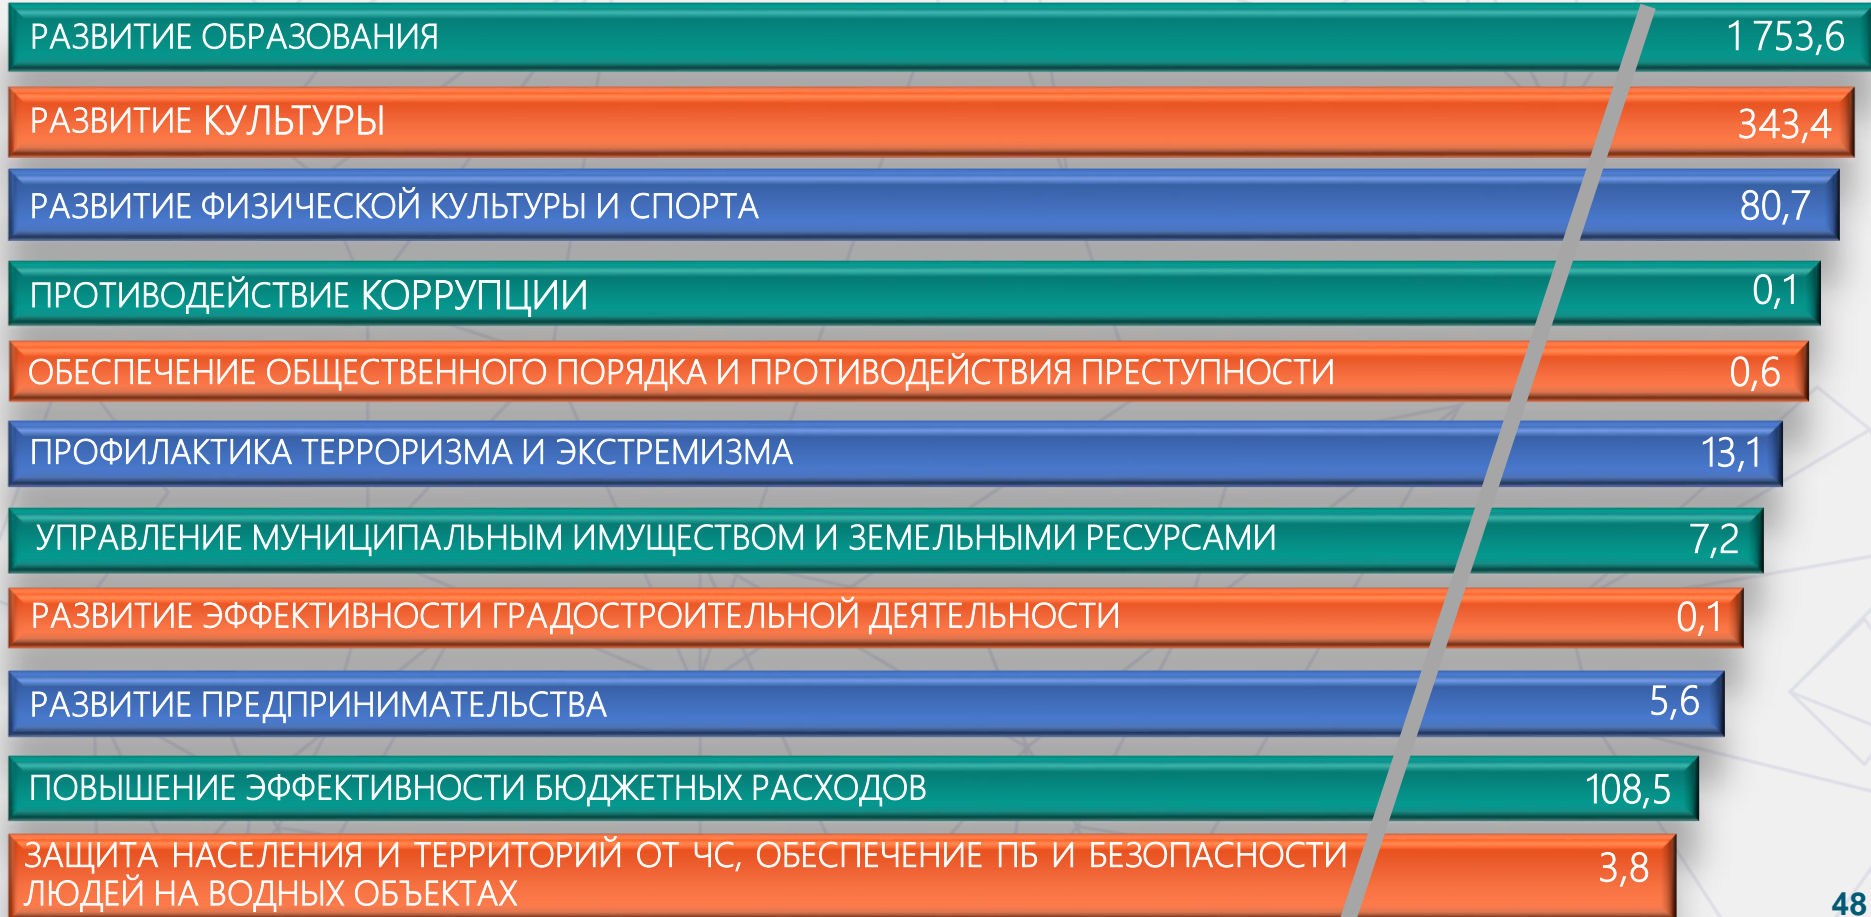 РАЗВИТИЕ ОБРАЗОВАНИЯ 1 753,6
РАЗВИТИЕ КУЛЬТУРЫ 343,4
РАЗВИТИЕ ФИЗИЧЕСКОЙ КУЛЬТУРЫ И СПОРТА 80,7
ПРОТИВОДЕЙСТВИЕ КОРРУПЦИИ 0,1
ОБЕСПЕЧЕНИЕ ОБЩЕСТВЕННОГО ПОРЯДКА И ПРОТИВОДЕЙСТВИЯ ПРЕСТУПНОСТИ 0,6
ПРОФИЛАКТИКА ТЕРРОРИЗМА И ЭКСТРЕМИЗМА 13,1
УПРАВЛЕНИЕ МУНИЦИПАЛЬНЫМ ИМУЩЕСТВОМ И ЗЕМЕЛЬНЫМИ РЕСУРСАМИ 7,2
РАЗВИТИЕ ЭФФЕКТИВНОСТИ ГРАДОСТРОИТЕЛЬНОЙ ДЕЯТЕЛЬНОСТИ 0,1
РАЗВИТИЕ ПРЕДПРИНИМАТЕЛЬСТВА 5,6
ПОВЫШЕНИЕ ЭФФЕКТИВНОСТИ БЮДЖЕТНЫХ РАСХОДОВ 108,5
ЗАЩИТА НАСЕЛЕНИЯ И ТЕРРИТОРИЙ ОТ ЧС, ОБЕСПЕЧЕНИЕ ПБ И БЕЗОПАСНОСТИ
ЛЮДЕЙ НА ВОДНЫХ ОБЪЕКТАХ 3,8
48